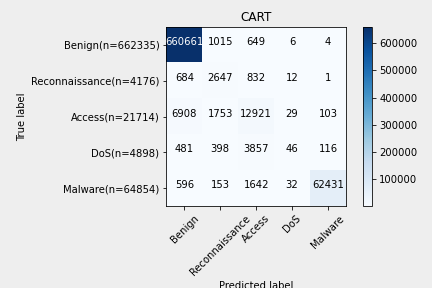 CART
Benign(n=662335) 660661 1015 649 6 4 600000
Reconnaissance(n=4176) 684 2647 832 12 1 500000
Access(n=21714) 6908 1753 12921 29 103 400000
300000
DoS(n=4898) 481 398 3857 46 116 200000
Malware(n=64854) 596 153 1642 32 62431 100000
True label
Benign Reconnaissance Access DoS Malware
Predicted label